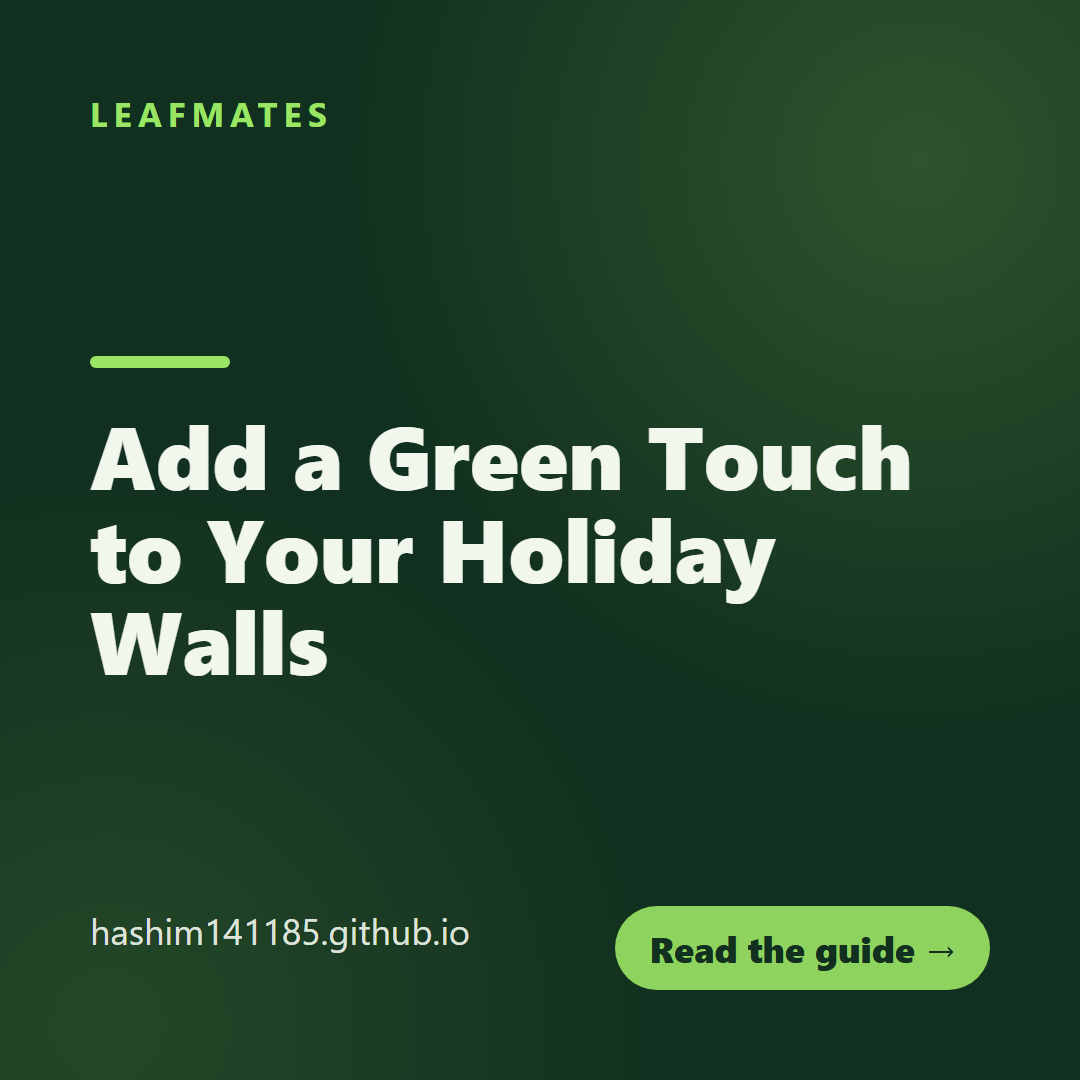 LEAFMATES
Add a Green Touch
to Your Holiday
Walls
hashim141185.github.io
Read the guide →